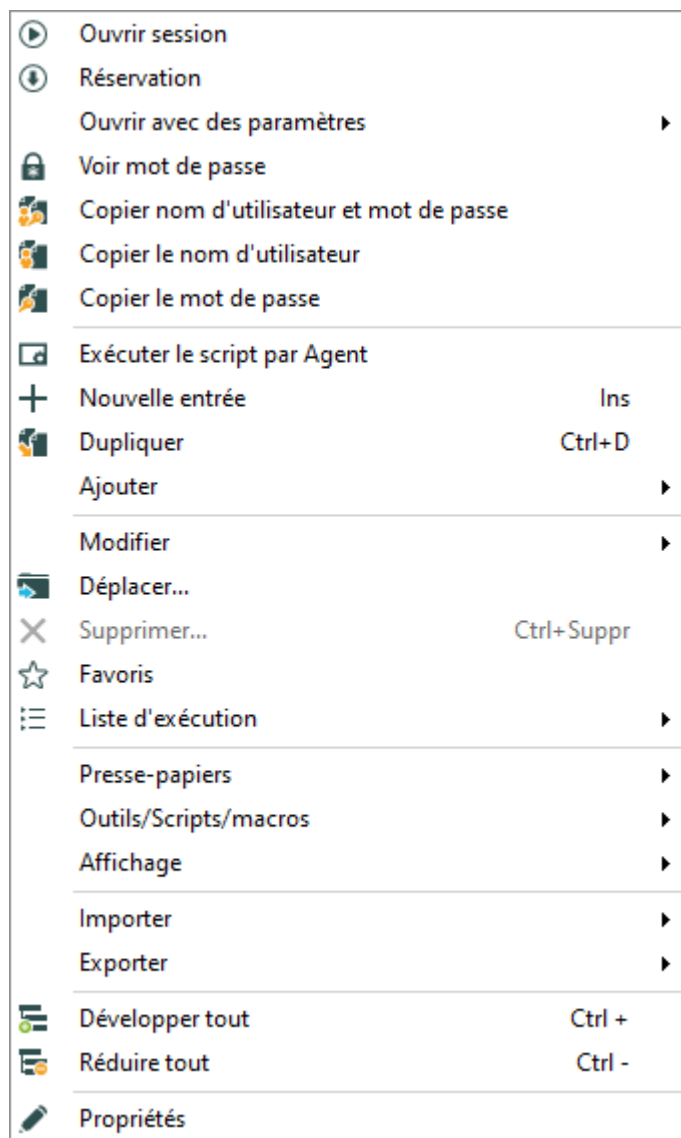 Ouvrir session
Réservation
Ouvrir avec des paramètres
Voir mot de passe
Copier nom d'utilisateur et mot de passe
Copier le nom d'utilisateur
Copier le mot de passe
Exécuter le script par Agent
Nouvelle entrée Ins
Dupliquer Ctrl+D
Ajouter
Modifier
Déplacer...
Supprimer... Ctrl+Suppr
Favoris
Liste d'exécution
Presse-papiers
Outils/Scripts/macros
Affichage
Importer
Exporter
Développer tout Ctrl +
Réduire tout Ctrl -
Propriétés